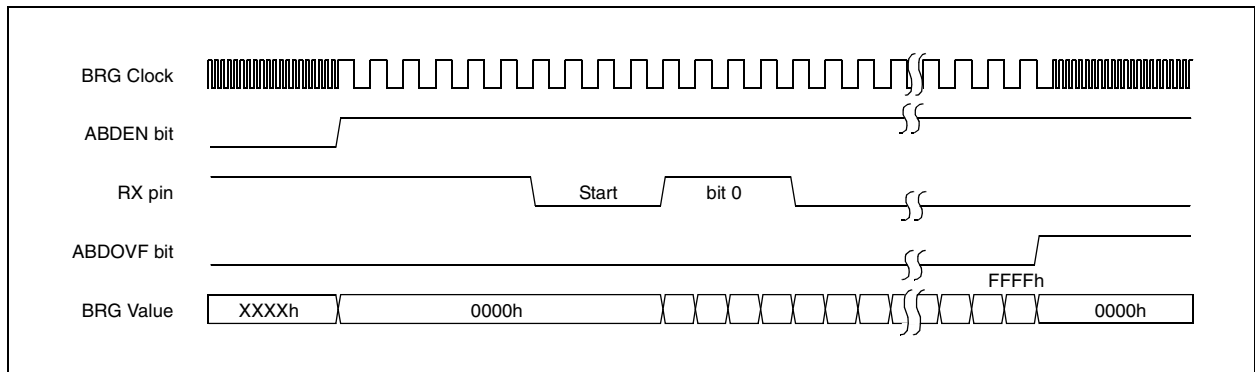 BRG Clock
ABDEN bit
RX pin
Start
bit 0
ABDOVF bit
FFFFh
BRG Value
XXXXh
0000h
0000h